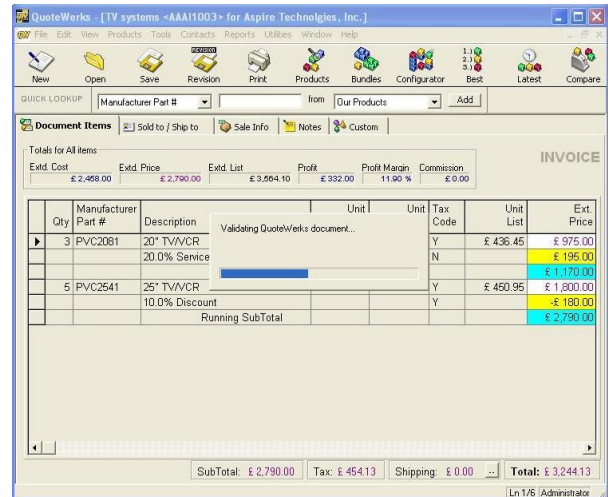 QuoteWerks - [TV systems <AAAI1003> for Aspire Technolgies, Inc.]
File Edit View Products Tools Contacts Reports Utilities Window Help
REVISION
1.)
2.)
3.)
New Open Save Revision Print Products Bundles Configurator Best Latest Compare
QUICK LOOKUP Manufacturer Part # from Our Products Add
Document Items Sold to / Ship to Sale Info Notes Custom
Totals for All items
INVOICE
Extd. Cost Extd. Price Extd. List Profit Profit Margin Commission
£ 2,458.00 £ 2,790.00 £ 3,564.10 £ 332.00 11.90 % £ 0.00
Manufacturer Unit Unit Tax Unit Ext.
Qty Part # Description Code List Price
Validating QuoteWerks document...
3 PVC2081 20" TV/VCR Y £ 436.45 £ 975.00
20.0% Service N £ 195.00
£ 1,170.00
5 PVC2541 25" TV/VCR Y £ 450.95 £ 1,800.00
10.0% Discount Y -£ 180.00
Running SubTotal £ 2,790.00
SubTotal: £ 2,790.00 Tax: £ 454.13 Shipping: £ 0.00 ... Total: £ 3,244.13
Ln 1/6 Administrator